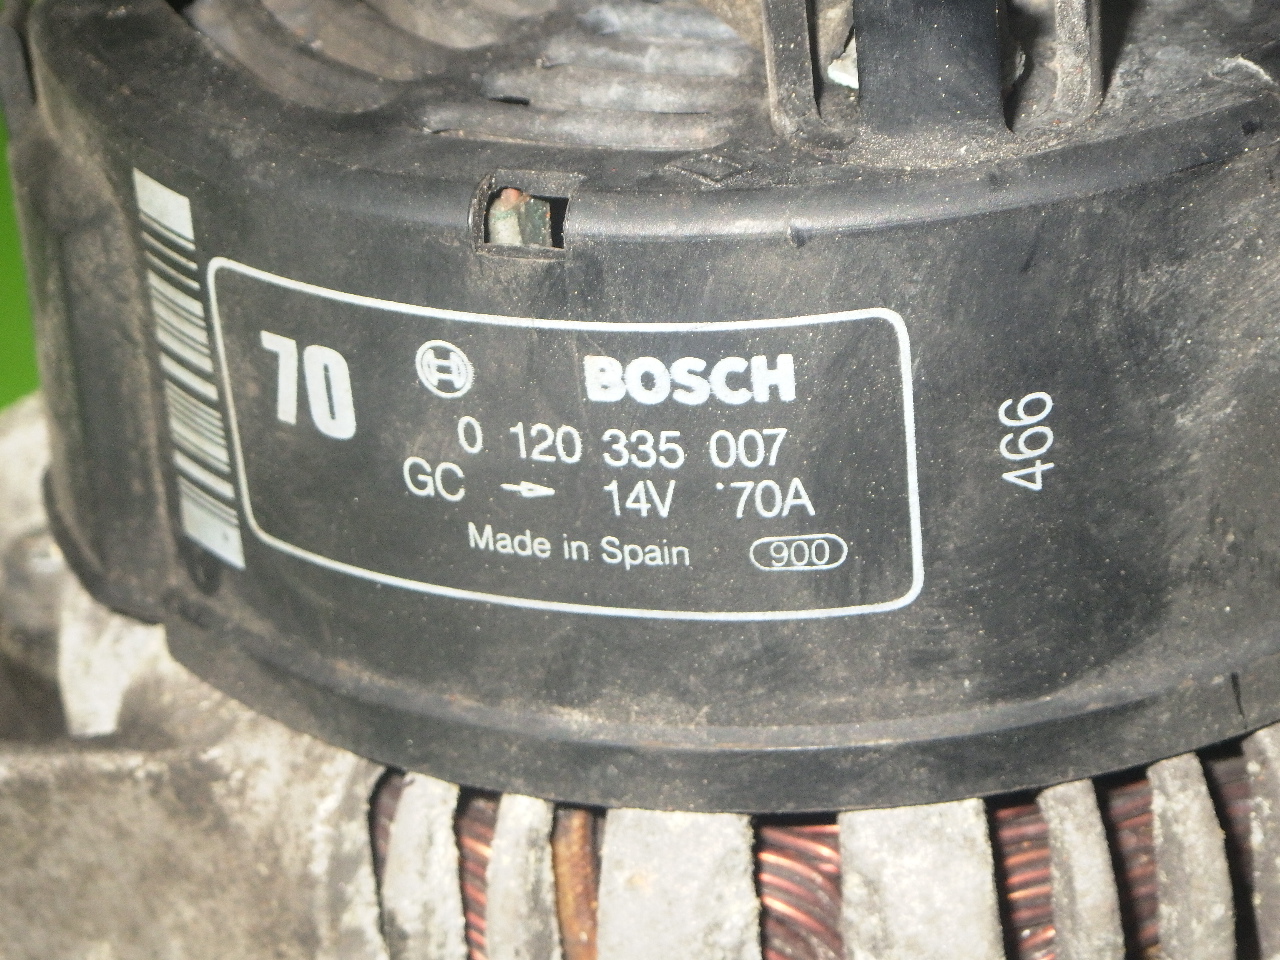 70
BOSCH
0 120 335 007
GC 14V 70A
Made in Spain 900
466